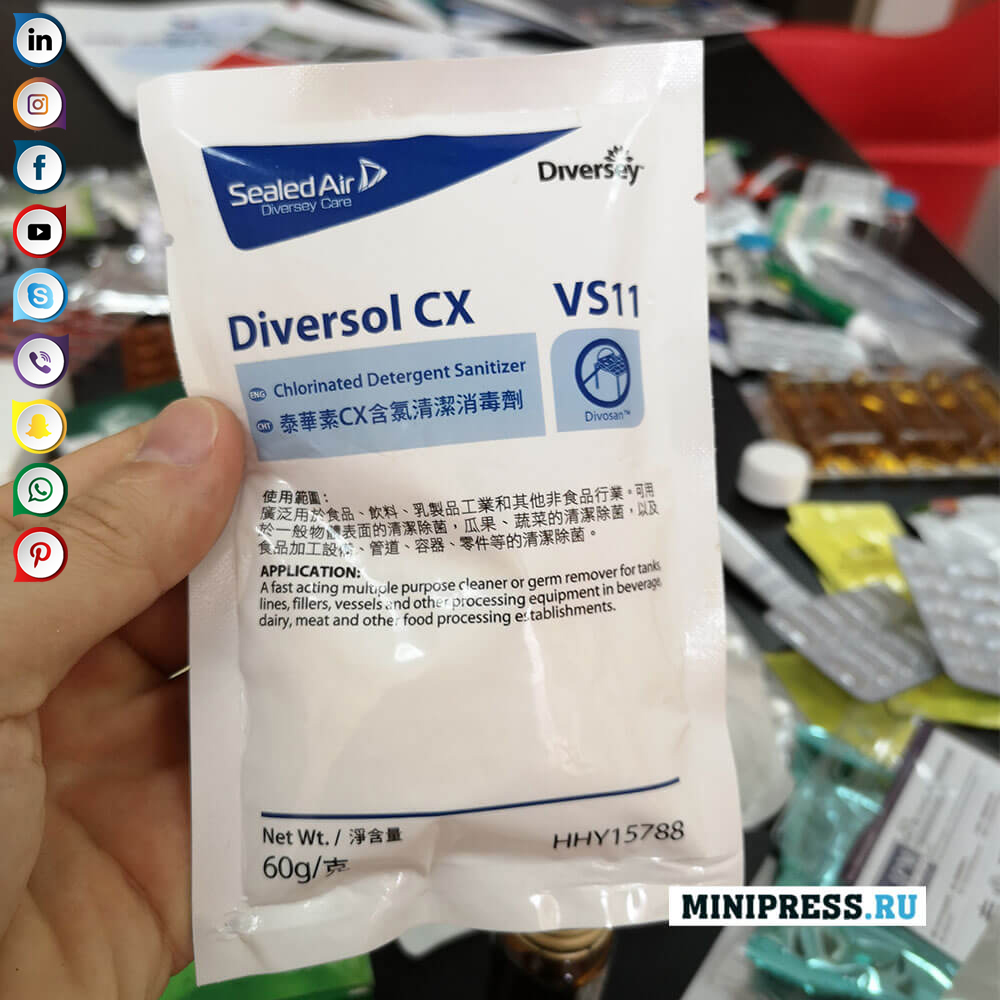 SealedAir
Diversey Care
Diversey™
Diversol CX
VS11
ENG Chlorinated Detergent Sanitizer
CHT 泰華素CX含氯清潔消毒劑
Divosan™
使用範圍：
廣泛用於食品、飲料、乳製品工業和其他非食品行業。可用
於一般物體表面的清潔除菌，瓜果、蔬菜的清潔除菌，以及
食品加工設備、管道、容器、零件等的清潔除菌。
APPLICATION:
A fast acting multiple purpose cleaner or germ remover for tanks,
lines, fillers, vessels and other processing equipment in beverage,
dairy, meat and other food processing establishments.
Net Wt. / 淨含量
60g/克
HHY15788
MINIPRESS.RU